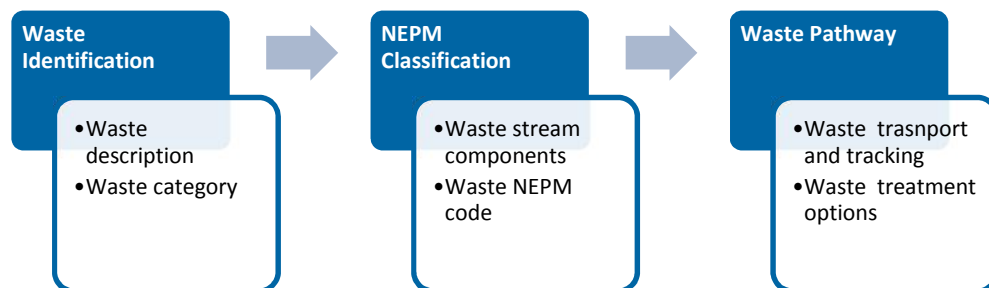 Waste
Identification
•Waste
description
•Waste category
NEPM
Classification
•Waste stream
components
•Waste NEPM
code
Waste Pathway
•Waste trasnport
and tracking
•Waste treatment
options